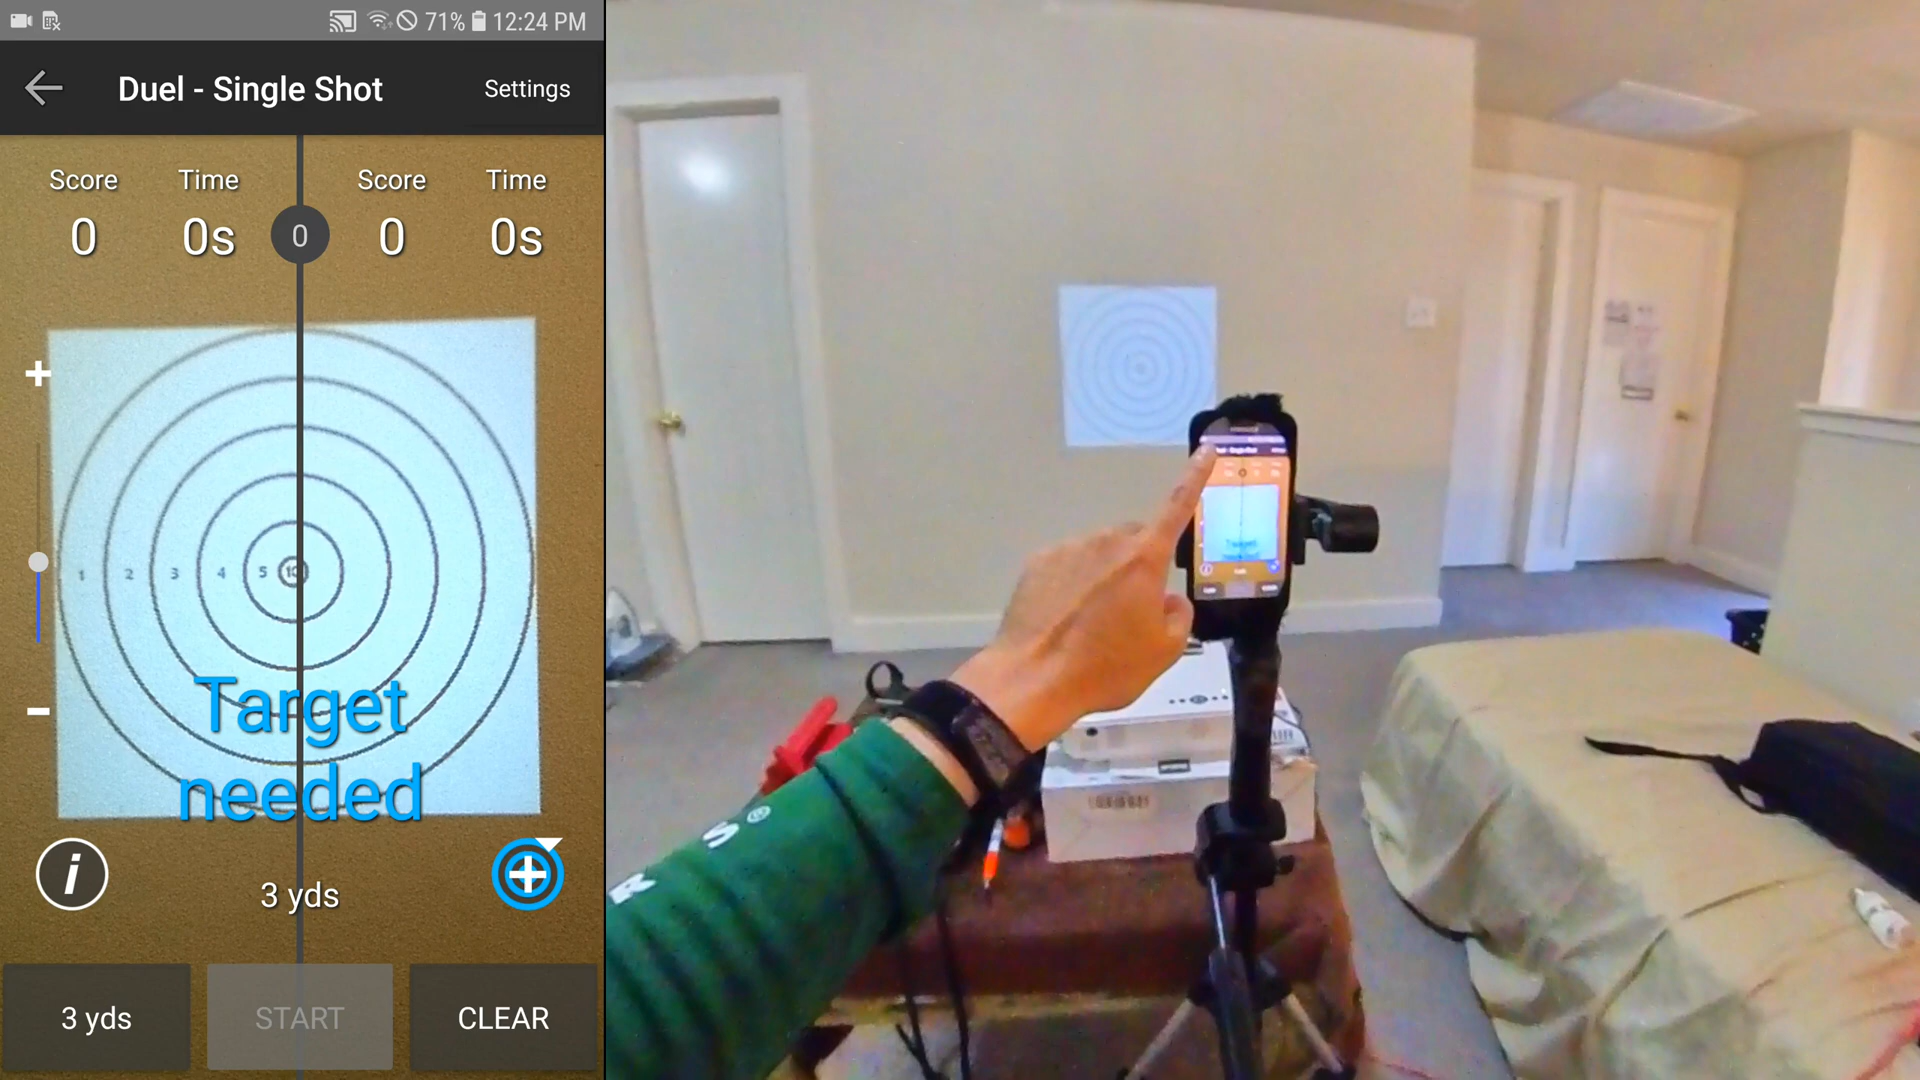 71% 12:24 PM
Duel - Single Shot Settings
Score Time Score Time
0 0s 0 0 0s
1 2 3 4 5 10
Target
needed
3 yds
3 yds START CLEAR